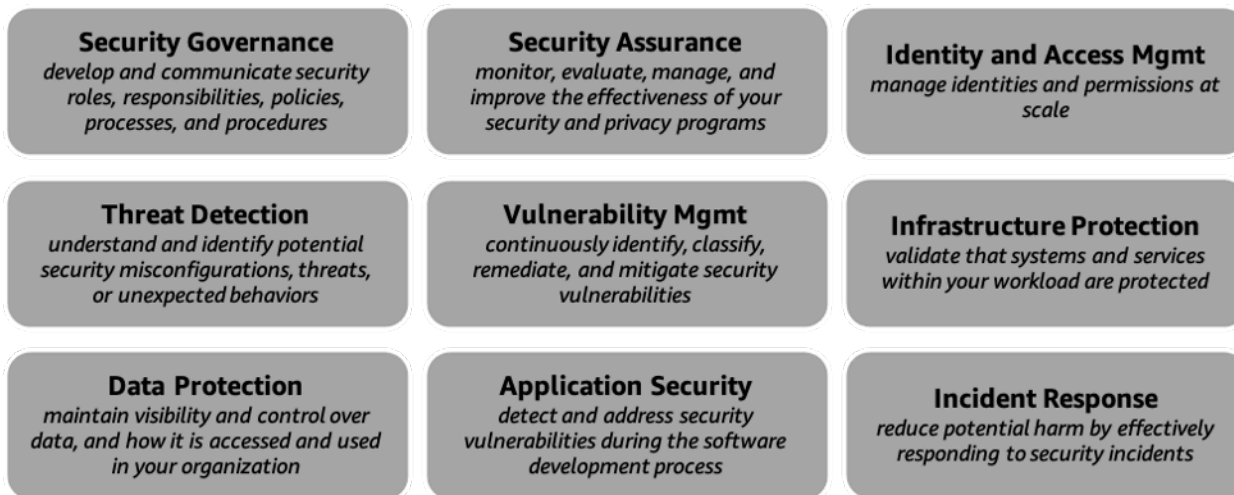 Security Governance
develop and communicate security
roles, responsibilities, policies,
processes, and procedures
Security Assurance
monitor, evaluate, manage, and
improve the effectiveness of your
security and privacy programs
Identity and Access Mgmt
manage identities and permissions at
scale
Threat Detection
understand and identify potential
security misconfigurations, threats,
or unexpected behaviors
Vulnerability Mgmt
continuously identify, classify,
remediate, and mitigate security
vulnerabilities
Infrastructure Protection
validate that systems and services
within your workload are protected
Data Protection
maintain visibility and control over
data, and how it is accessed and used
in your organization
Application Security
detect and address security
vulnerabilities during the software
development process
Incident Response
reduce potential harm by effectively
responding to security incidents